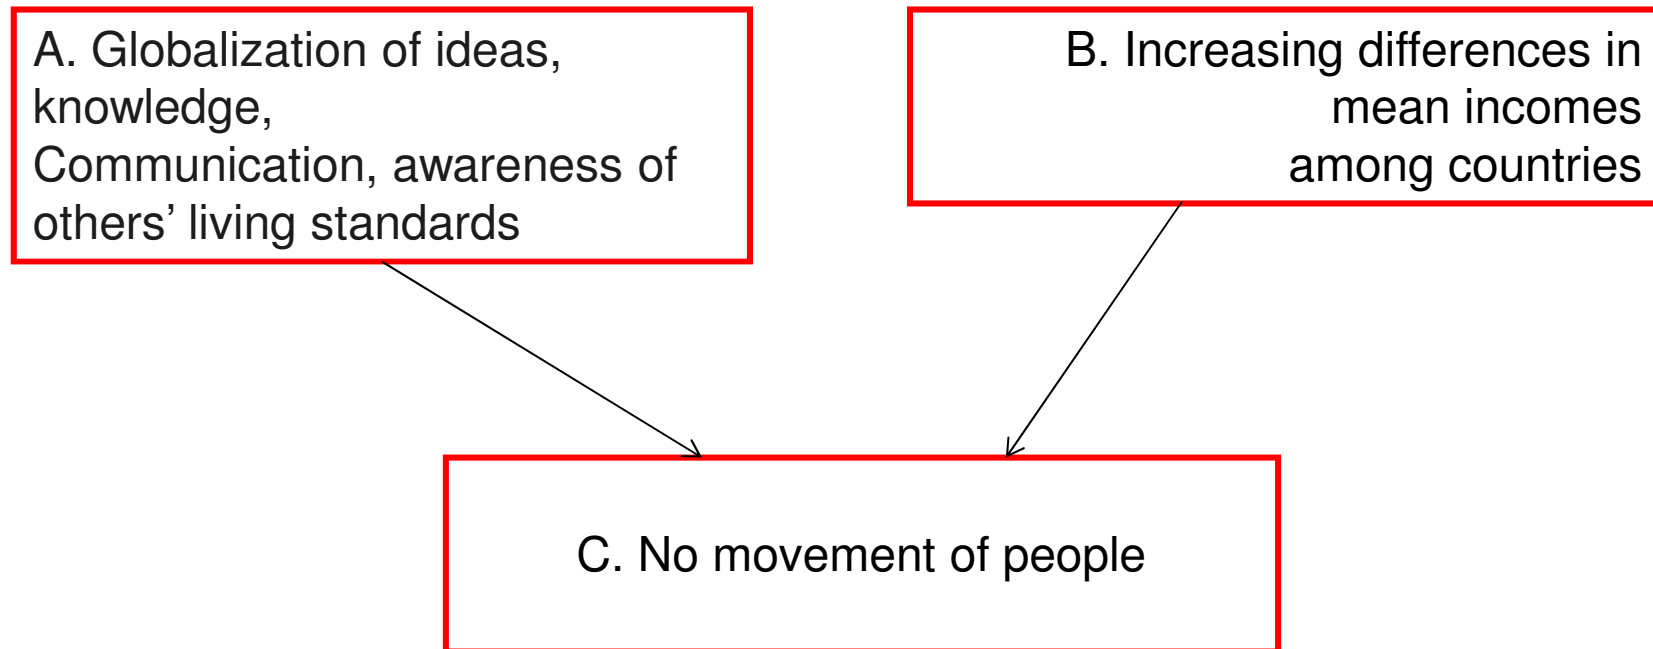 A. Globalization of ideas,
knowledge,
Communication, awareness of
others’ living standards
B. Increasing differences in
mean incomes
among countries
C. No movement of people